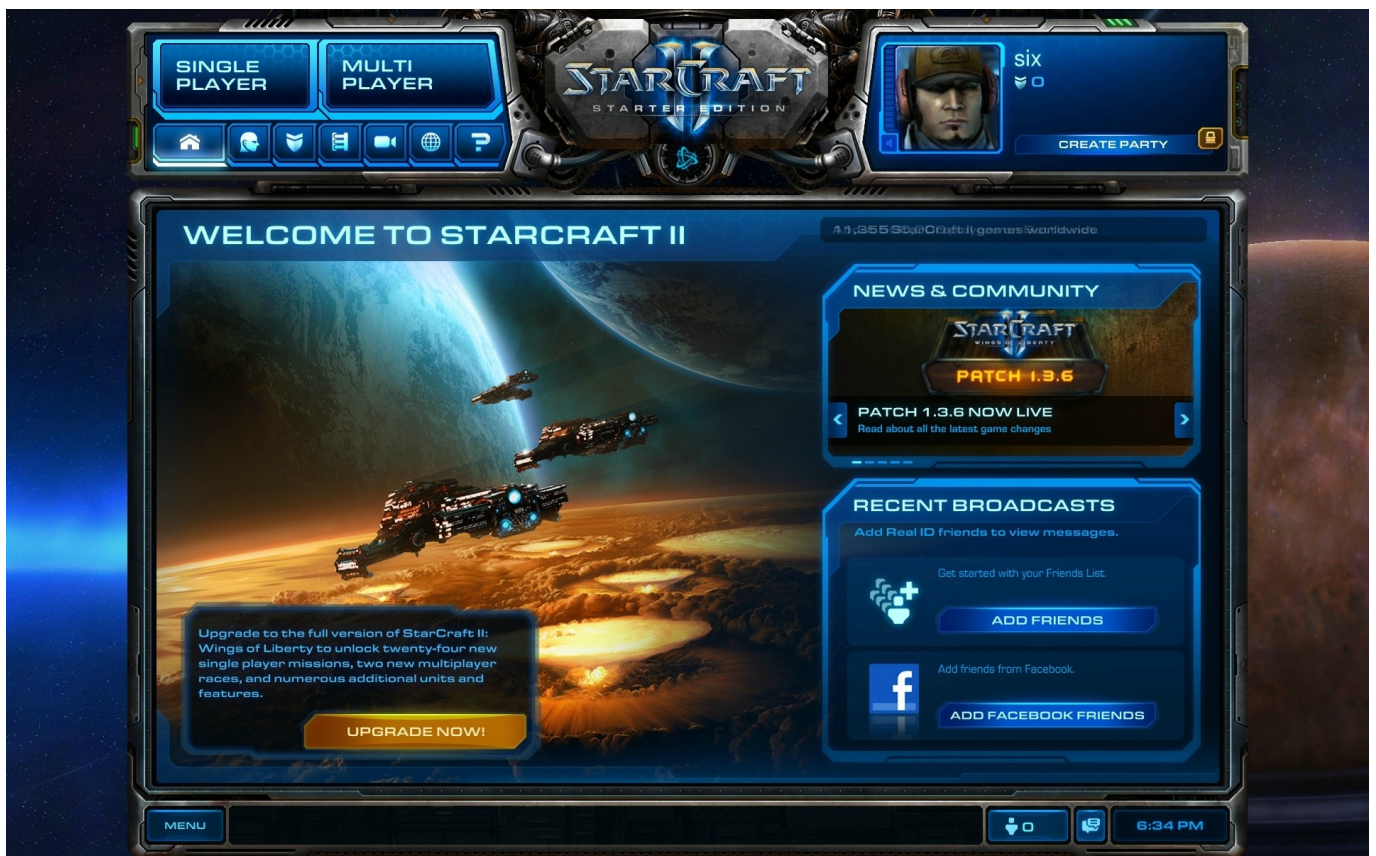 SINGLE
PLAYER
MULTI
PLAYER
STARCRAFT
II
STARTER EDITION
six
0
CREATE PARTY
WELCOME TO STARCRAFT II
NEWS & COMMUNITY
STARCRAFT
II
WINGS OF LIBERTY
PATCH 1.3.6
PATCH 1.3.6 NOW LIVE
Read about all the latest game changes
RECENT BROADCASTS
Add Real ID friends to view messages.
Get started with your Friends List.
ADD FRIENDS
Add friends from Facebook.
f
ADD FACEBOOK FRIENDS
Upgrade to the full version of StarCraft II:
Wings of Liberty to unlock twenty-four new
single player missions, two new multiplayer
races, and numerous additional units and
features.
UPGRADE NOW!
MENU
0
6:34 PM